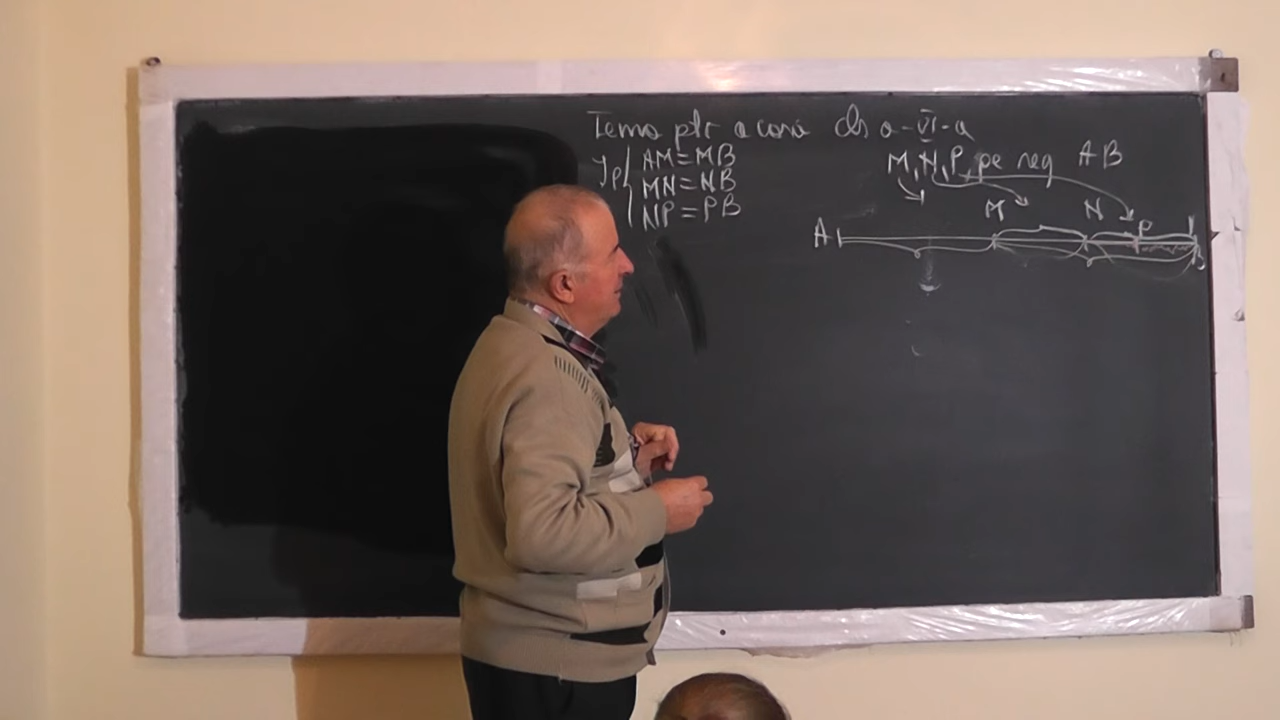 Tema ptr acasă cls a-VI-a
Ip AM=MB
MN=NB
NP=PB
M,N,P pe seg AB
A M N P B